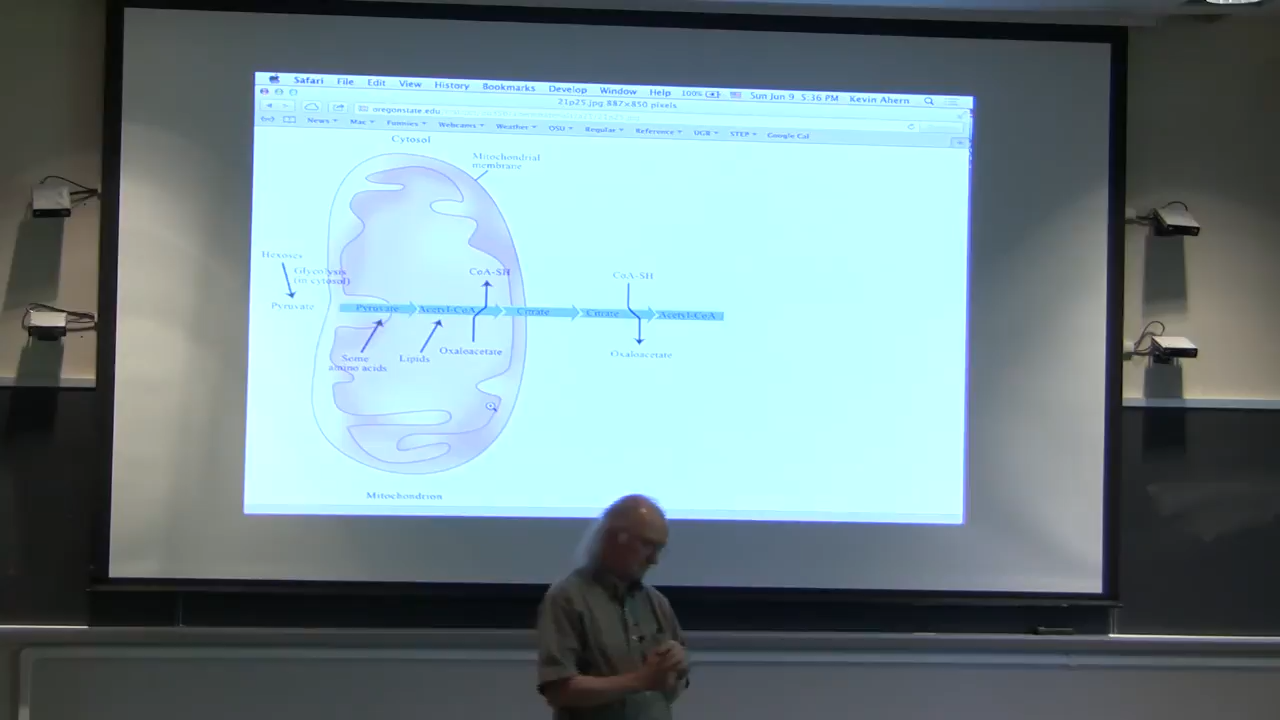 Safari File Edit View History Bookmarks Develop Window Help 100% Sun Jun 9 5:36 PM Kevin Ahern
21p25.jpg 887×850 pixels
oregonstate.edu
News Mac Funnies Webcams Weather OSU Regular Reference UGB STEP Google Cal
Cytosol
Mitochondrial
membrane
Hexoses
Glycolysis
(in cytosol)
CoA-SH
CoA-SH
Pyruvate
Pyruvate
Acetyl-CoA
Citrate
Citrate
Acetyl-CoA
Some
amino acids
Lipids
Oxaloacetate
Oxaloacetate
Mitochondrion